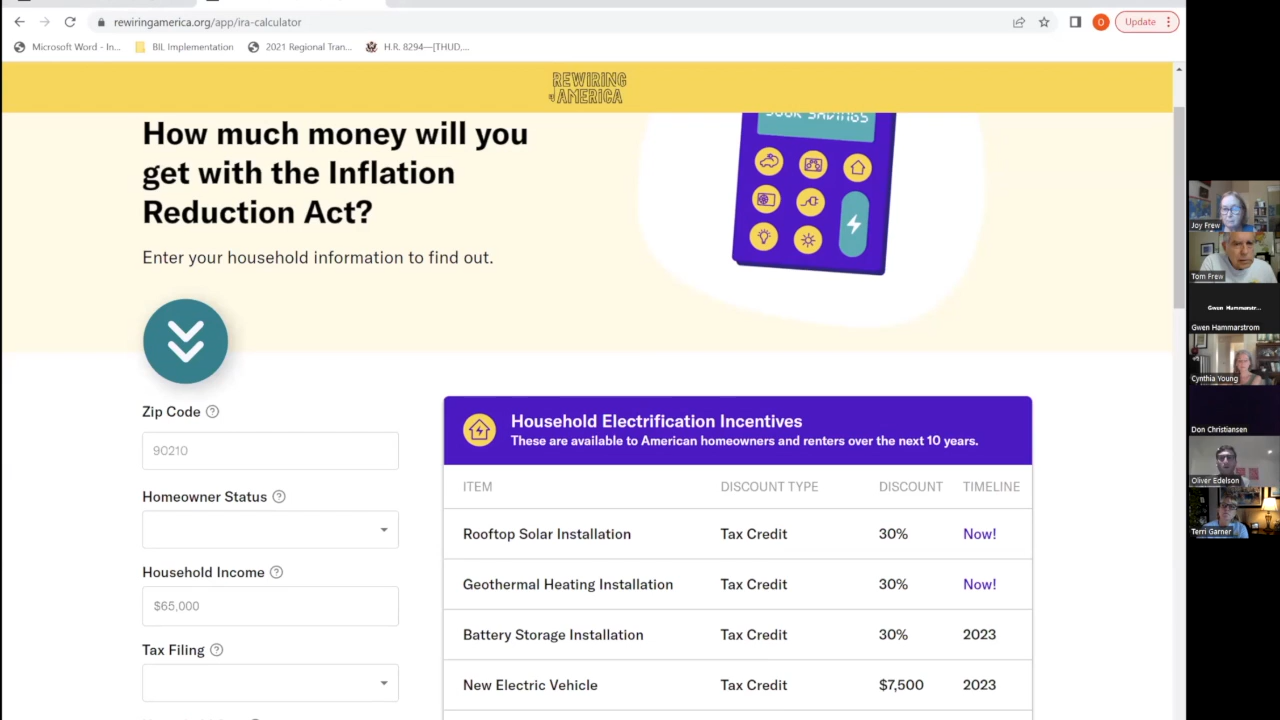 rewiringamerica.org/app/ira-calculator
O
Update
Microsoft Word - In...
BIL Implementation
2021 Regional Tran...
H.R. 8294—[THUD,...
REWIRING
AMERICA
How much money will you
get with the Inflation
Reduction Act?
Enter your household information to find out.
YOUR SAVINGS
Zip Code ?
90210
Homeowner Status ?
Household Income ?
$65,000
Tax Filing ?
Household Electrification Incentives
These are available to American homeowners and renters over the next 10 years.
ITEM DISCOUNT TYPE DISCOUNT TIMELINE
Rooftop Solar Installation Tax Credit 30% Now!
Geothermal Heating Installation Tax Credit 30% Now!
Battery Storage Installation Tax Credit 30% 2023
New Electric Vehicle Tax Credit $7,500 2023
Joy Frew
Tom Frew
Gwen Hammarstr...
Gwen Hammarstrom
Cynthia Young
Don Christiansen
Oliver Edelson
Terri Garner